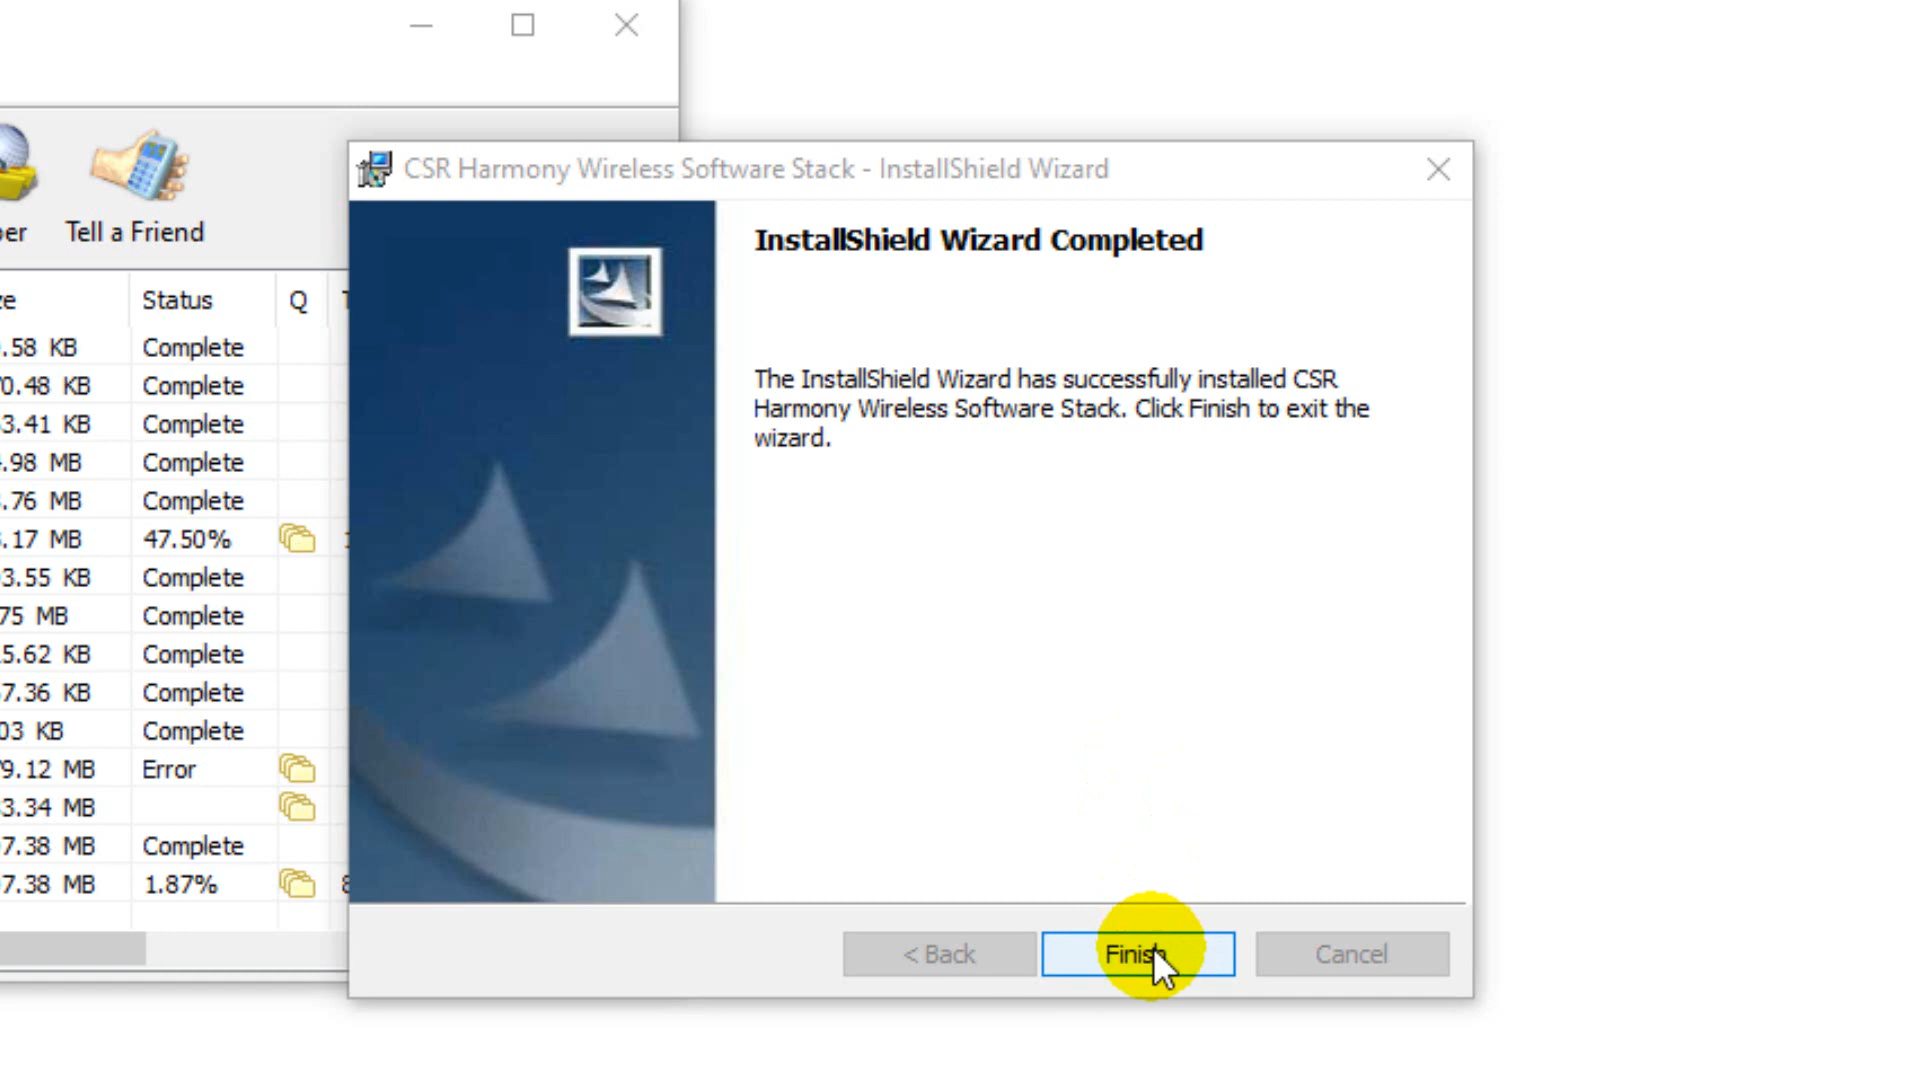 CSR Harmony Wireless Software Stack - InstallShield Wizard
Tell a Friend
Status Q
.58 KB Complete
0.48 KB Complete
3.41 KB Complete
.98 MB Complete
.76 MB Complete
.17 MB 47.50%
3.55 KB Complete
75 MB Complete
5.62 KB Complete
7.36 KB Complete
03 KB Complete
9.12 MB Error
3.34 MB
7.38 MB Complete
7.38 MB 1.87%
InstallShield Wizard Completed
The InstallShield Wizard has successfully installed CSR
Harmony Wireless Software Stack. Click Finish to exit the
wizard.
< Back
Finish
Cancel